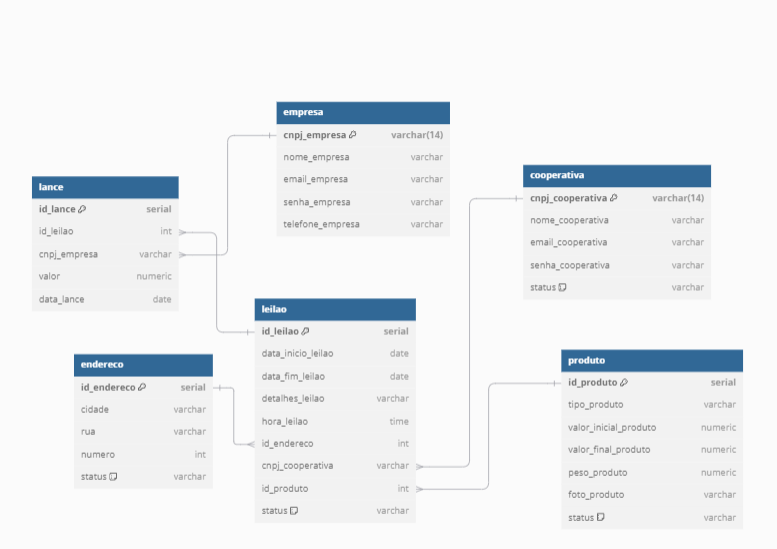 empresa
cnpj_empresa varchar(14)
nome_empresa varchar
email_empresa varchar
senha_empresa varchar
telefone_empresa varchar
cooperativa
cnpj_cooperativa varchar(14)
nome_cooperativa varchar
email_cooperativa varchar
senha_cooperativa varchar
status varchar
lance
id_lance serial
id_leilao int
cnpj_empresa varchar
valor numeric
data_lance date
leilao
id_leilao serial
data_inicio_leilao date
data_fim_leilao date
detalhes_leilao varchar
hora_leilao time
id_endereco int
cnpj_cooperativa varchar
id_produto int
status varchar
endereco
id_endereco serial
cidade varchar
rua varchar
numero int
status varchar
produto
id_produto serial
tipo_produto varchar
valor_inicial_produto numeric
valor_final_produto numeric
peso_produto numeric
foto_produto varchar
status varchar